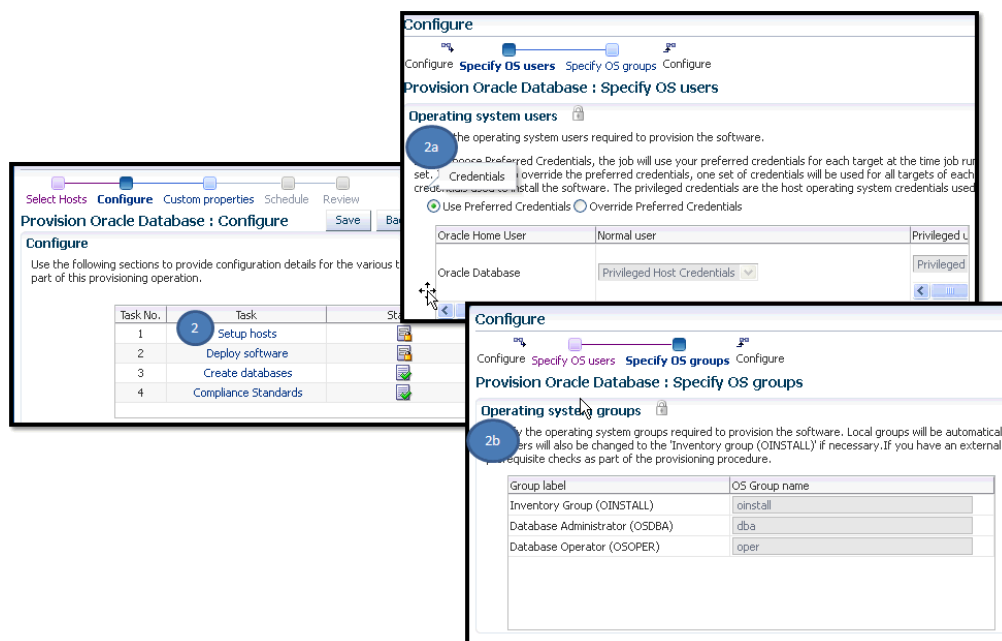 Select Hosts Configure Custom properties Schedule Review
Provision Oracle Database : Configure Save
Configure
Use the following sections to provide configuration details for the various
part of this provisioning operation.
Task No. Task
1 Setup hosts
2
2 Deploy software
3 Create databases
4 Compliance Standards
Configure
Configure Specify OS users Specify OS groups Configure
Provision Oracle Database : Specify OS users
Operating system users
2a
the operating system users required to provision the software.
Preferred Credentials, the job will use your preferred credentials for each target at the time job
set. override the preferred credentials, one set of credentials will be used for all targets of each
Credentials
used to install the software. The privileged credentials are the host operating system credentials used
Use Preferred Credentials Override Preferred Credentials
Oracle Home User Normal user Privileged
Oracle Database Privileged Host Credentials Privileged
Configure
Configure Specify OS users Specify OS groups Configure
Provision Oracle Database : Specify OS groups
Operating system groups
2b
the operating system groups required to provision the software. Local groups will be
will also be changed to the 'Inventory group (OINSTALL)' if necessary.If you have an external
checks as part of the provisioning procedure.
Group label OS Group name
Inventory Group (OINSTALL) oinstall
Database Administrator (OSDBA) dba
Database Operator (OSOPER) oper